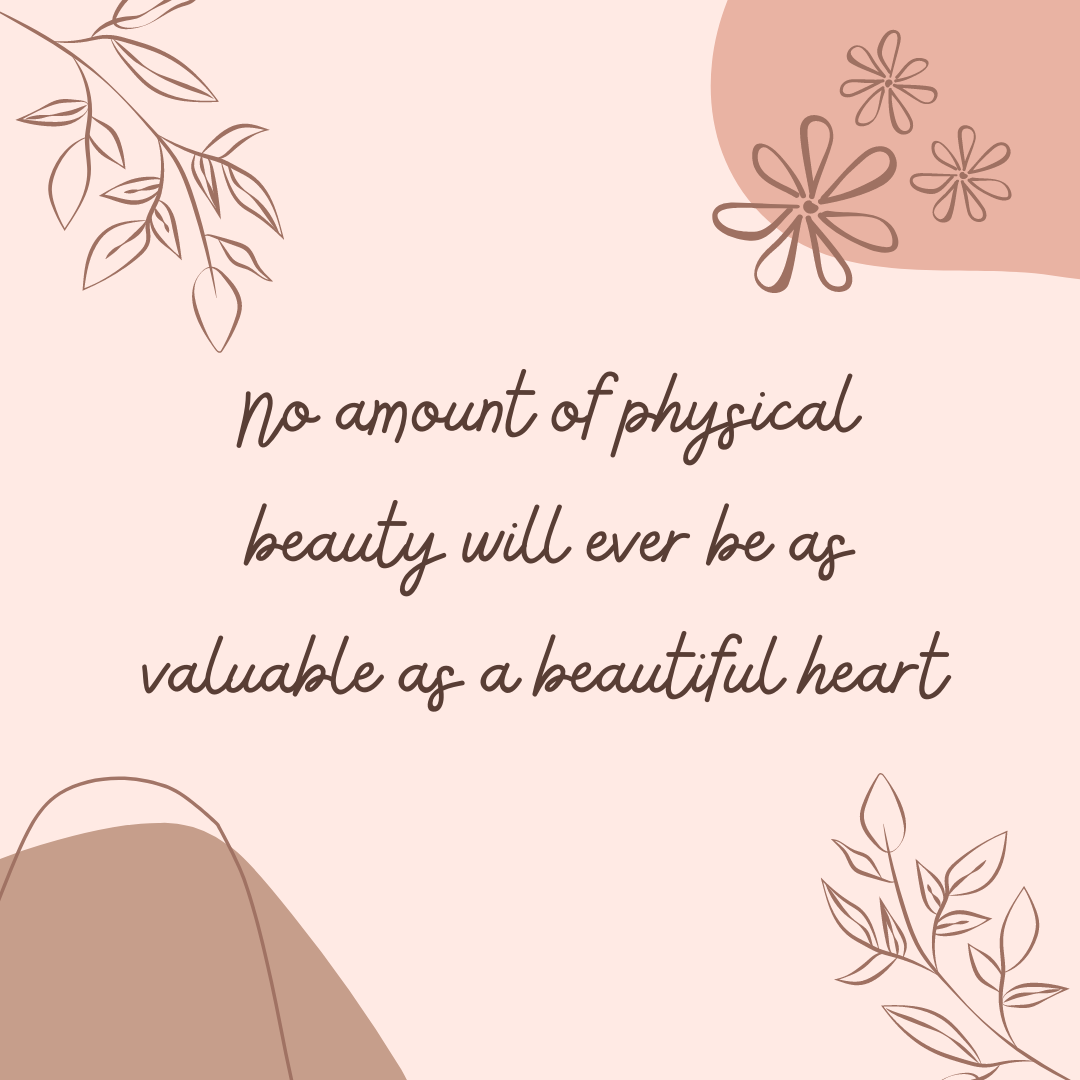 No amount of physical
beauty will ever be as
valuable as a beautiful heart